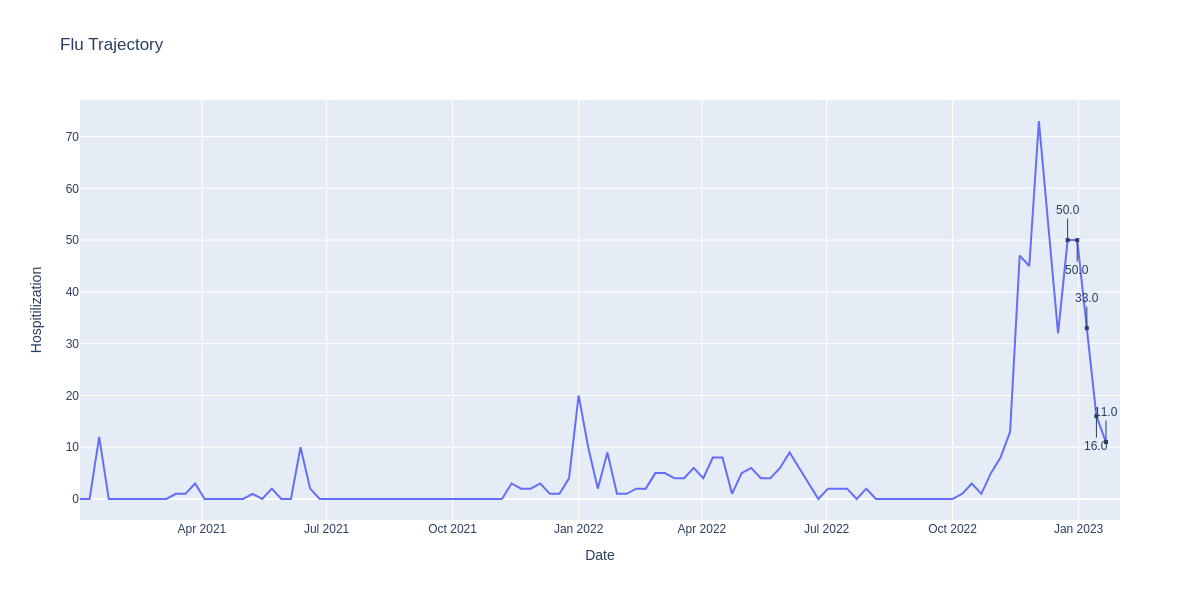 Flu Trajectory
Hospitilization
70
60
50
40
30
20
10
0
50.0
50.0
33.0
11.0
16.0
Apr 2021
Jul 2021
Oct 2021
Jan 2022
Apr 2022
Jul 2022
Oct 2022
Jan 2023
Date